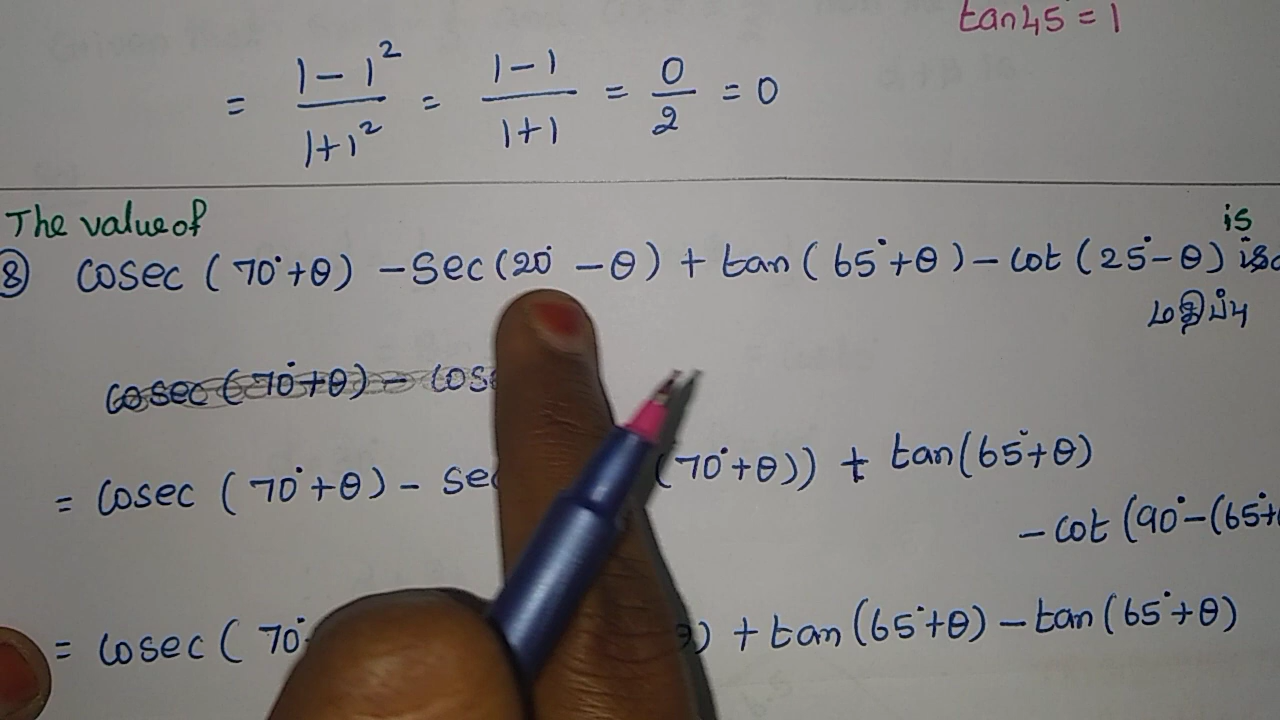 tan45 = 1
= 1-1² / 1+1² = 1-1 / 1+1 = 0/2 = 0
The value of is
⑧ cosec (70°+θ) -sec(20° -θ) + tan(65°+θ) - cot (25°-θ)
மதிப்பு
cosec (70°+θ) -
= cosec (70°+θ) - (70°+θ)) + tan(65°+θ)
- cot (90°-(65°+
= cosec( 70° ) + tan(65°+θ) - tan(65°+θ)